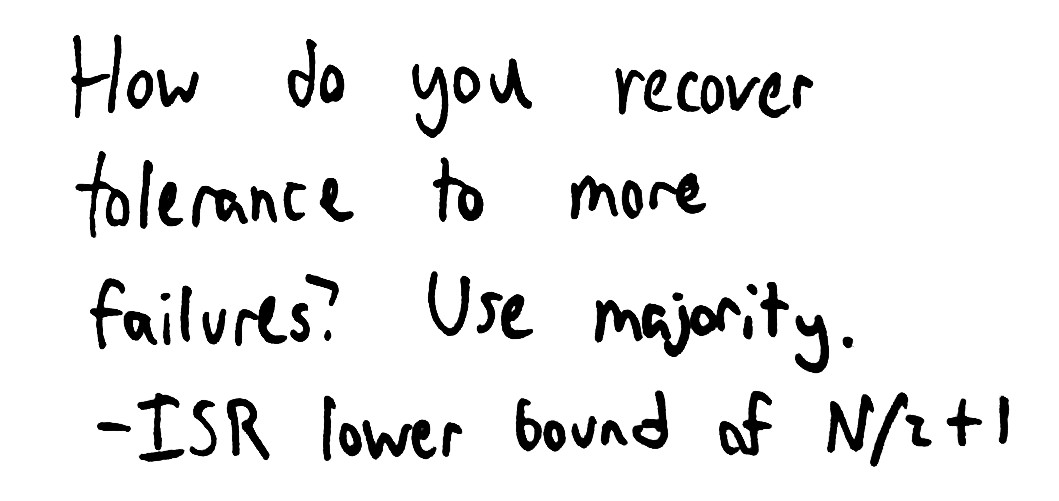 How do you recover
tolerance to more
failures? Use majority.
-ISR lower bound of N/2+1